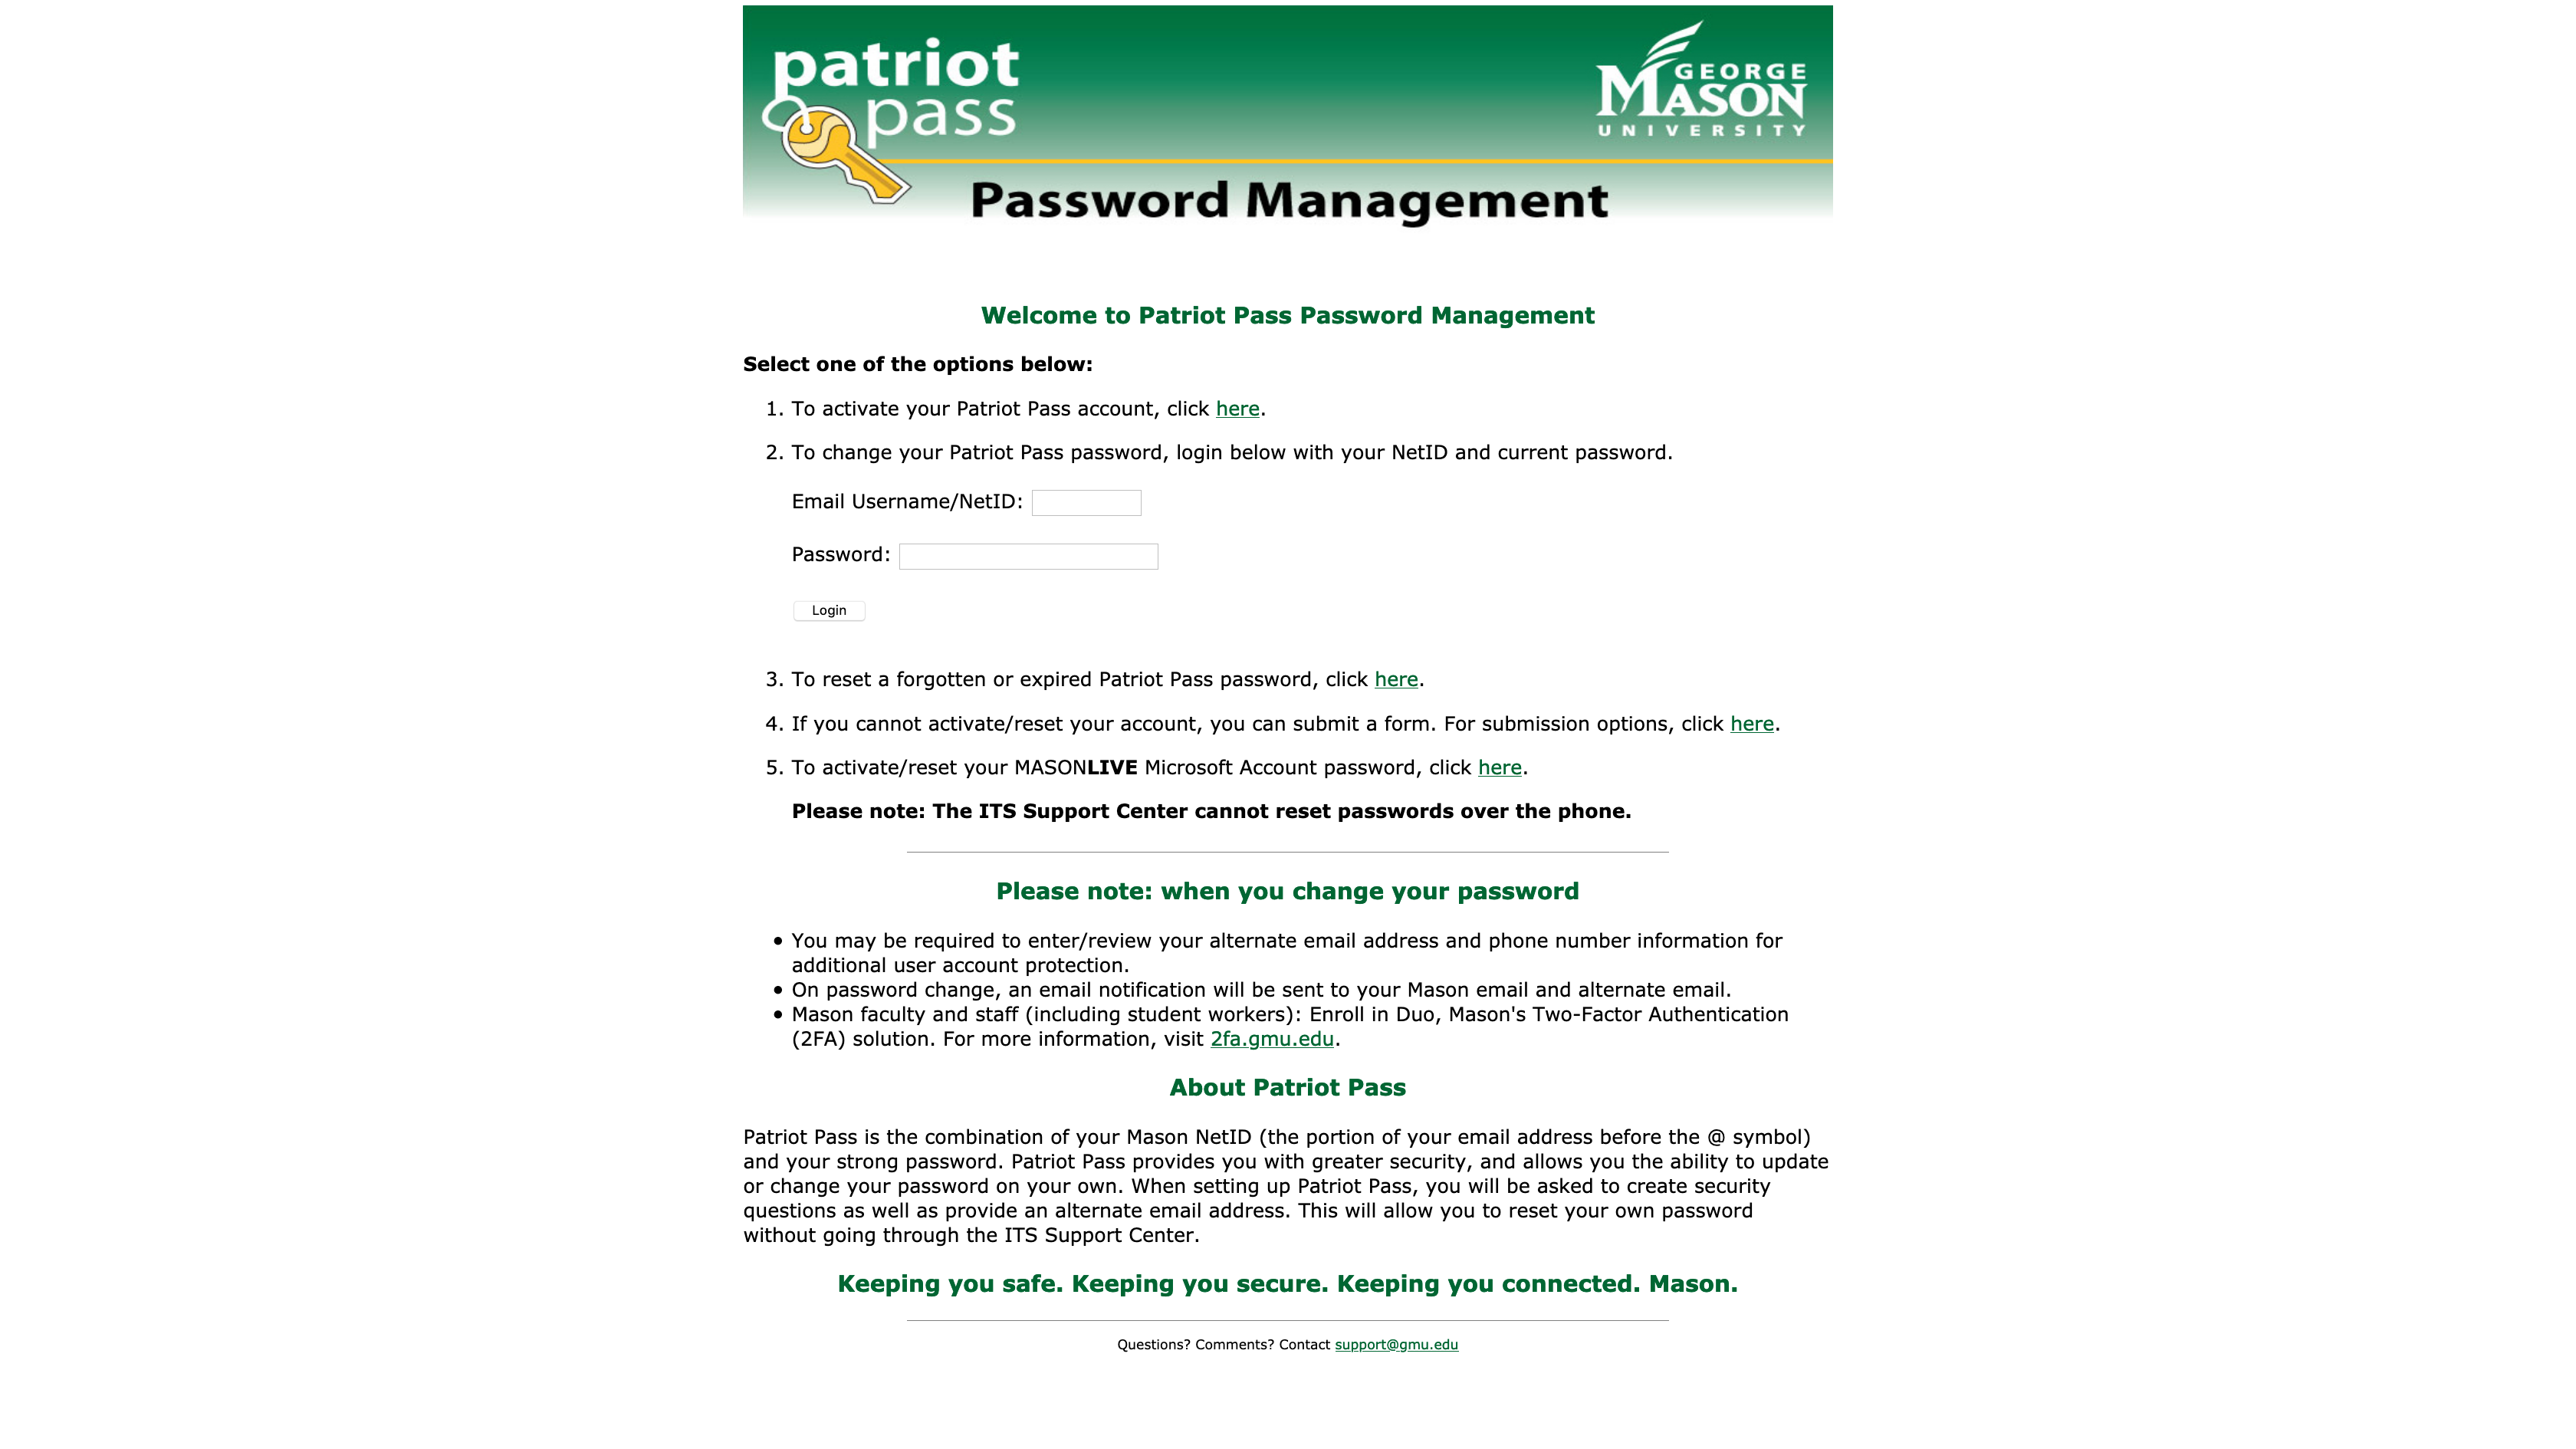 patriot
pass
GEORGE
MASON
UNIVERSITY
Password Management
Welcome to Patriot Pass Password Management
Select one of the options below:
1. To activate your Patriot Pass account, click here.
2. To change your Patriot Pass password, login below with your NetID and current password.
Email Username/NetID:
Password:
Login
3. To reset a forgotten or expired Patriot Pass password, click here.
4. If you cannot activate/reset your account, you can submit a form. For submission options, click here.
5. To activate/reset your MASONLIVE Microsoft Account password, click here.
Please note: The ITS Support Center cannot reset passwords over the phone.
Please note: when you change your password
• You may be required to enter/review your alternate email address and phone number information for
additional user account protection.
• On password change, an email notification will be sent to your Mason email and alternate email.
• Mason faculty and staff (including student workers): Enroll in Duo, Mason's Two-Factor Authentication
(2FA) solution. For more information, visit 2fa.gmu.edu.
About Patriot Pass
Patriot Pass is the combination of your Mason NetID (the portion of your email address before the @ symbol)
and your strong password. Patriot Pass provides you with greater security, and allows you the ability to update
or change your password on your own. When setting up Patriot Pass, you will be asked to create security
questions as well as provide an alternate email address. This will allow you to reset your own password
without going through the ITS Support Center.
Keeping you safe. Keeping you secure. Keeping you connected. Mason.
Questions? Comments? Contact support@gmu.edu